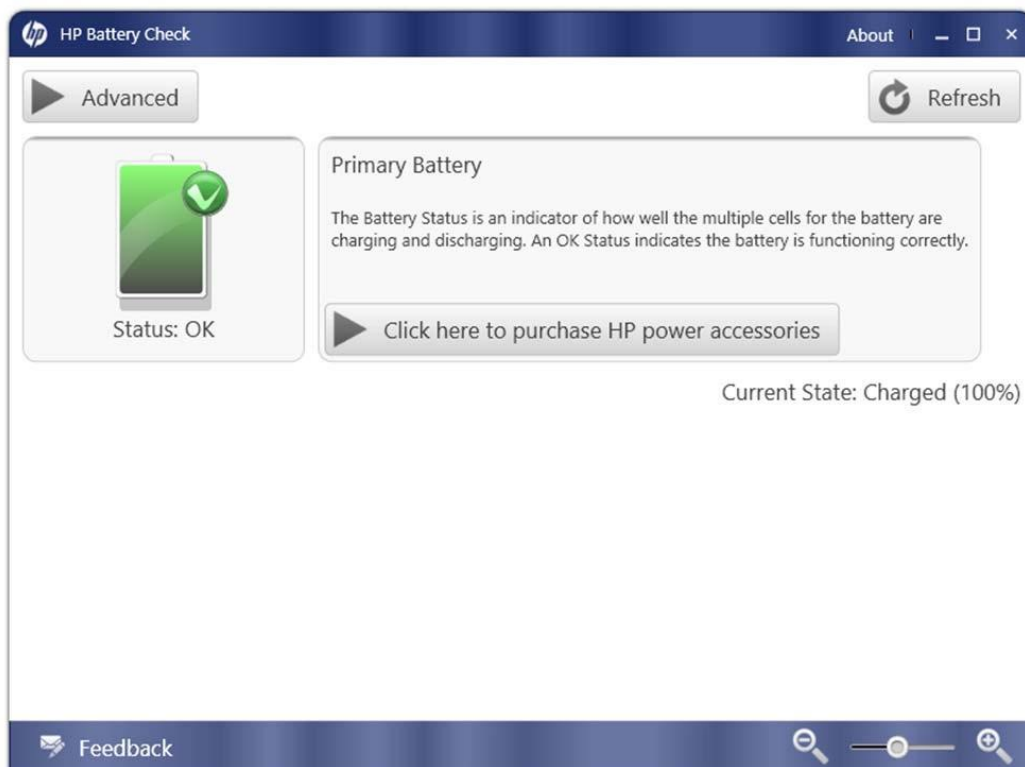 hp HP Battery Check About
Advanced Refresh
Primary Battery
The Battery Status is an indicator of how well the multiple cells for the battery are
charging and discharging. An OK Status indicates the battery is functioning correctly.
Status: OK
Click here to purchase HP power accessories
Current State: Charged (100%)
Feedback